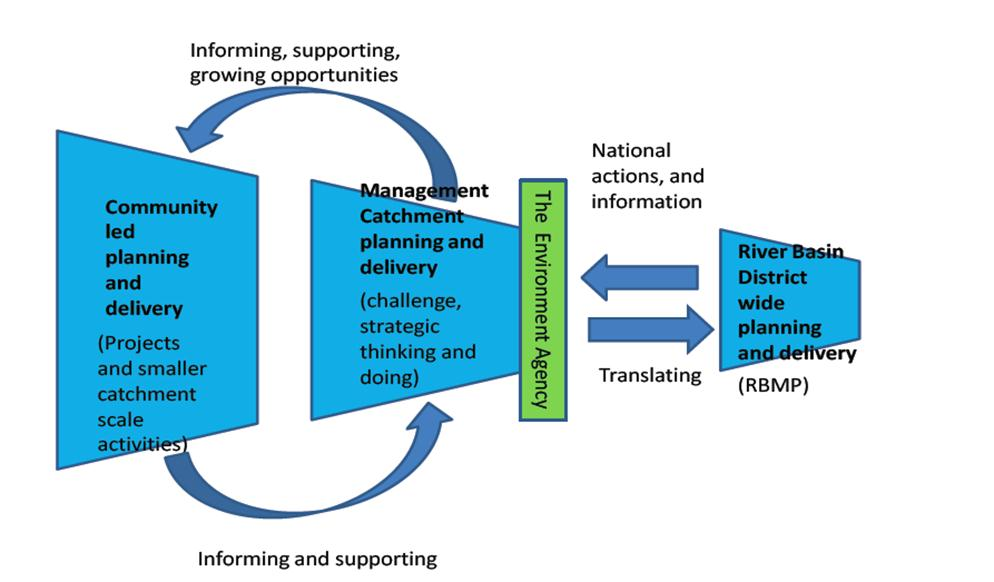 Informing, supporting,
growing opportunities
Community
led
planning
and
delivery
(Projects
and smaller
catchment
scale
activities)
Management
Catchment
planning and
delivery
(challenge,
strategic
thinking and
doing)
The Environment Agency
National
actions, and
information
Translating
River Basin
District
wide
planning
and delivery
(RBMP)
Informing and supporting